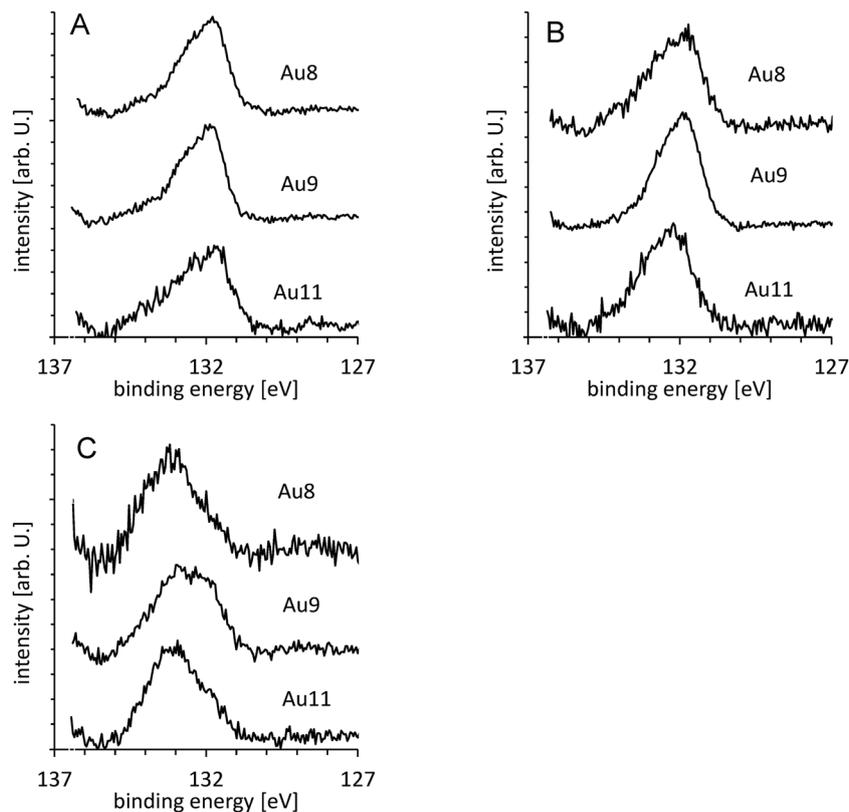 A
intensity [arb. U.]
Au8
Au9
Au11
137 132 127
binding energy [eV]
B
intensity [arb. U.]
Au8
Au9
Au11
137 132 127
binding energy [eV]
C
intensity [arb. U.]
Au8
Au9
Au11
137 132 127
binding energy [eV]